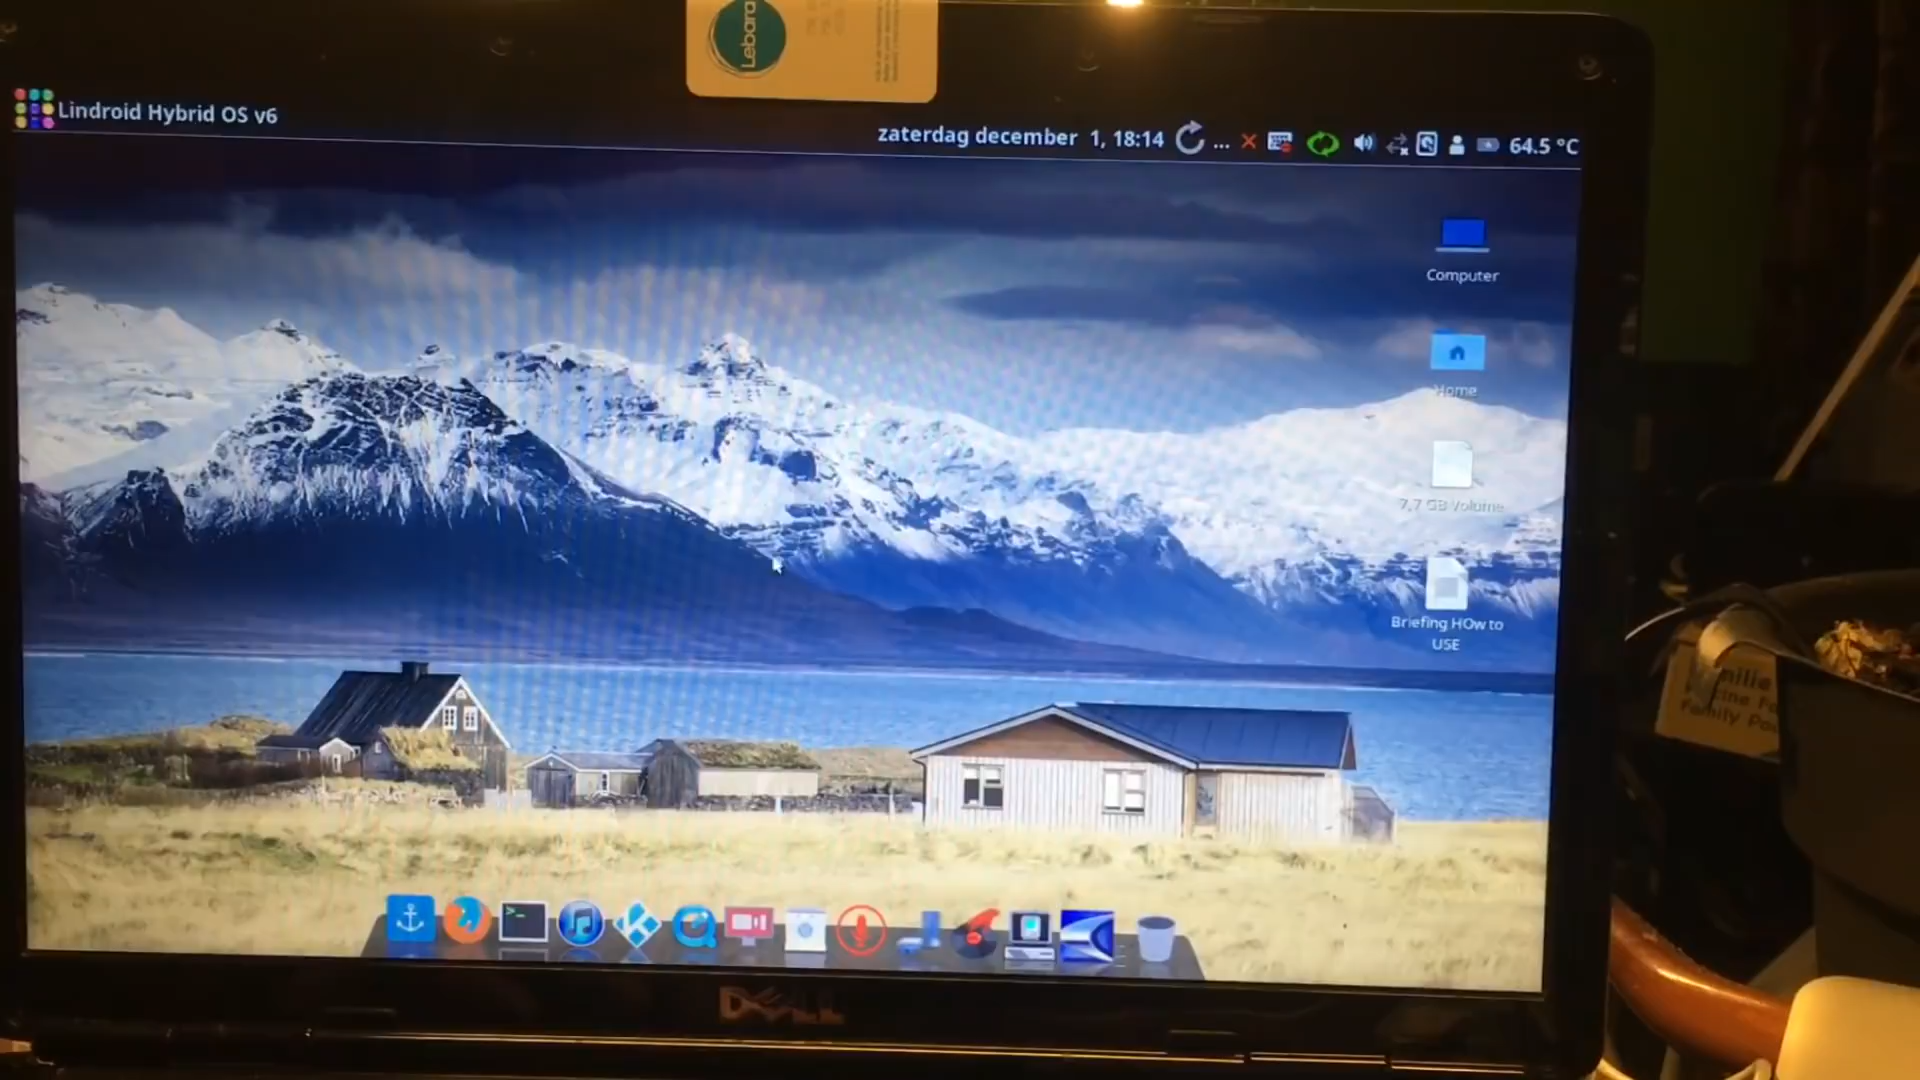 Lebara
Lindroid Hybrid OS v6
zaterdag december 1, 18:14
64.5 °C
Computer
Home
7,7 GB Volume
Briefing HOw to
USE
DELL
Family